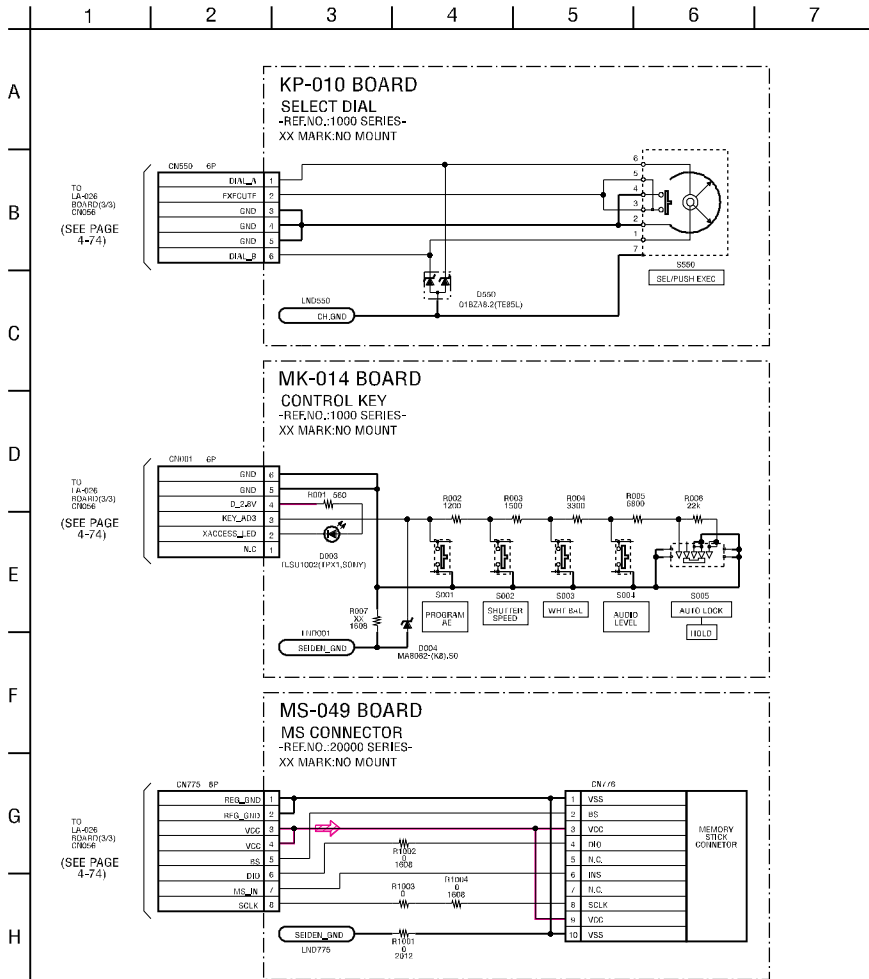 1 2 3 4 5 6 7
A
B
C
D
E
F
G
H
KP-010 BOARD
SELECT DIAL
-REF.NO.:1000 SERIES-
XX MARK:NO MOUNT
TO
LA-026
BOARD(3/3)
CN056
(SEE PAGE
4-74)
CN550 6P
DIAL_A 1
2
GND 3
GND 4
GND 5
DIAL_B 6
6
5
4
3
2
1
7
S550
SEL/PUSH EXEC
D550
01BZA8.2(TE85L)
LND550
CH.GND
MK-014 BOARD
CONTROL KEY
-REF.NO.:1000 SERIES-
XX MARK:NO MOUNT
TO
LA-026
BOARD(3/3)
CN056
(SEE PAGE
4-74)
CN001 6P
GND 6
GND 5
D_2.8V 4
KEY_AD3 3
XACCESS_LED 2
N.C 1
R001 560
D003
R002
1200
R003
1500
R004
3300
R005
6800
R006
22k
S001
PROGRAM
AE
S002
SHUTTER
SPEED
S003
WHT BAL
S004
AUDIO
LEVEL
S005
AUTO LOCK
HOLD
R007
XX
1608
LND001
SEIDEN_GND
D004
MA8082-(K8).S0
MS-049 BOARD
MS CONNECTOR
-REF.NO.:20000 SERIES-
XX MARK:NO MOUNT
TO
LA-026
BOARD(3/3)
CN056
(SEE PAGE
4-74)
CN775 8P
REG_GND 1
REG_GND 2
VCC 3
VCC 4
BS 5
DIO 6
MS_IN 7
SCLK 8
R1002
0
1608
R1003
0
R1004
0
1608
R1001
0
2012
SEIDEN_GND
LND775
CN776
1 VSS
2 BS
3 VCC
4 DIO
5 N.C.
6 INS
7 N.C.
8 SCLK
9 VCC
10 VSS
MEMORY
STICK
CONNETOR